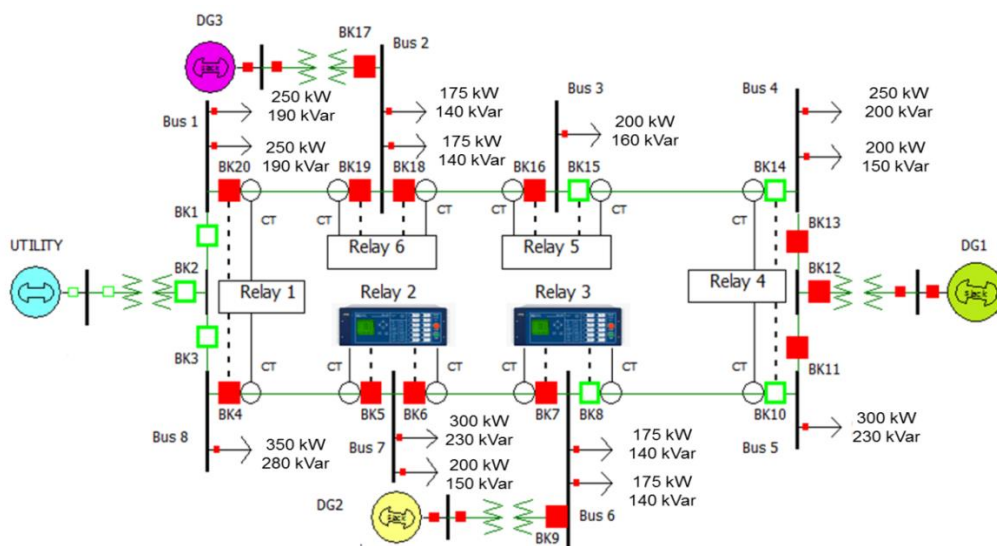 DG3
BK17
Bus 2
Bus 3
Bus 4
Slack
250 kW
190 kVar
175 kW
140 kVar
200 kW
160 kVar
250 kW
200 kVar
Bus 1
250 kW
190 kVar
175 kW
140 kVar
200 kW
150 kVar
BK20
BK19
BK18
BK16
BK15
BK14
BK1
CT
CT
CT
CT
CT
CT
BK13
UTILITY
Relay 6
Relay 5
DG1
BK2
Relay 4
BK12
Relay 1
Relay 2
Relay 3
Slack
BK3
CT
CT
CT
CT
CT
CT
BK11
BK4
BK5
BK6
BK7
BK8
BK10
Bus 8
Bus 7
300 kW
230 kVar
Bus 5
300 kW
230 kVar
350 kW
280 kVar
200 kW
150 kVar
175 kW
140 kVar
DG2
Slack
175 kW
140 kVar
BK9
Bus 6